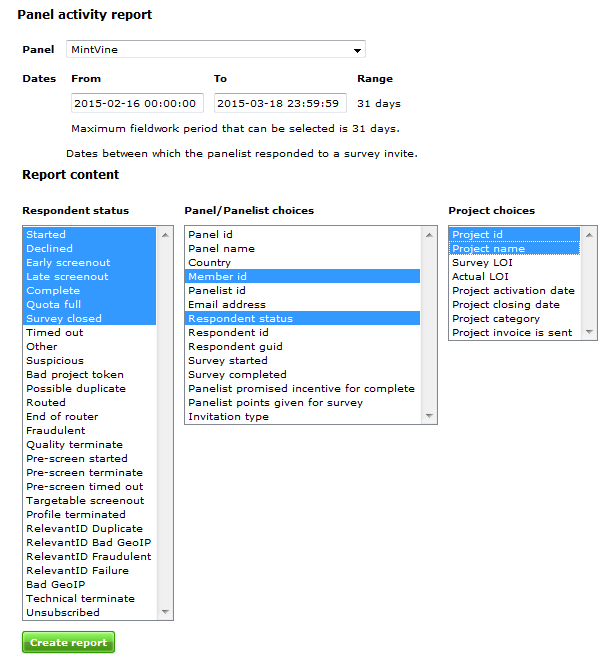 Panel activity report
Panel MintVine
Dates From To Range
2015-02-16 00:00:00 2015-03-18 23:59:59 31 days
Maximum fieldwork period that can be selected is 31 days.
Dates between which the panelist responded to a survey invite.
Report content
Respondent status
Started
Declined
Early screenout
Late screenout
Complete
Quota full
Survey closed
Timed out
Other
Suspicious
Bad project token
Possible duplicate
Routed
End of router
Fraudulent
Quality terminate
Pre-screen started
Pre-screen terminate
Pre-screen timed out
Targetable screenout
Profile terminated
RelevantID Duplicate
RelevantID Bad GeoIP
RelevantID Fraudulent
RelevantID Failure
Bad GeoIP
Technical terminate
Unsubscribed
Panel/Panelist choices
Panel id
Panel name
Country
Member id
Panelist id
Email address
Respondent status
Respondent id
Respondent guid
Survey started
Survey completed
Panelist promised incentive for complete
Panelist points given for survey
Invitation type
Project choices
Project id
Project name
Survey LOI
Actual LOI
Project activation date
Project closing date
Project category
Project invoice is sent
Create report